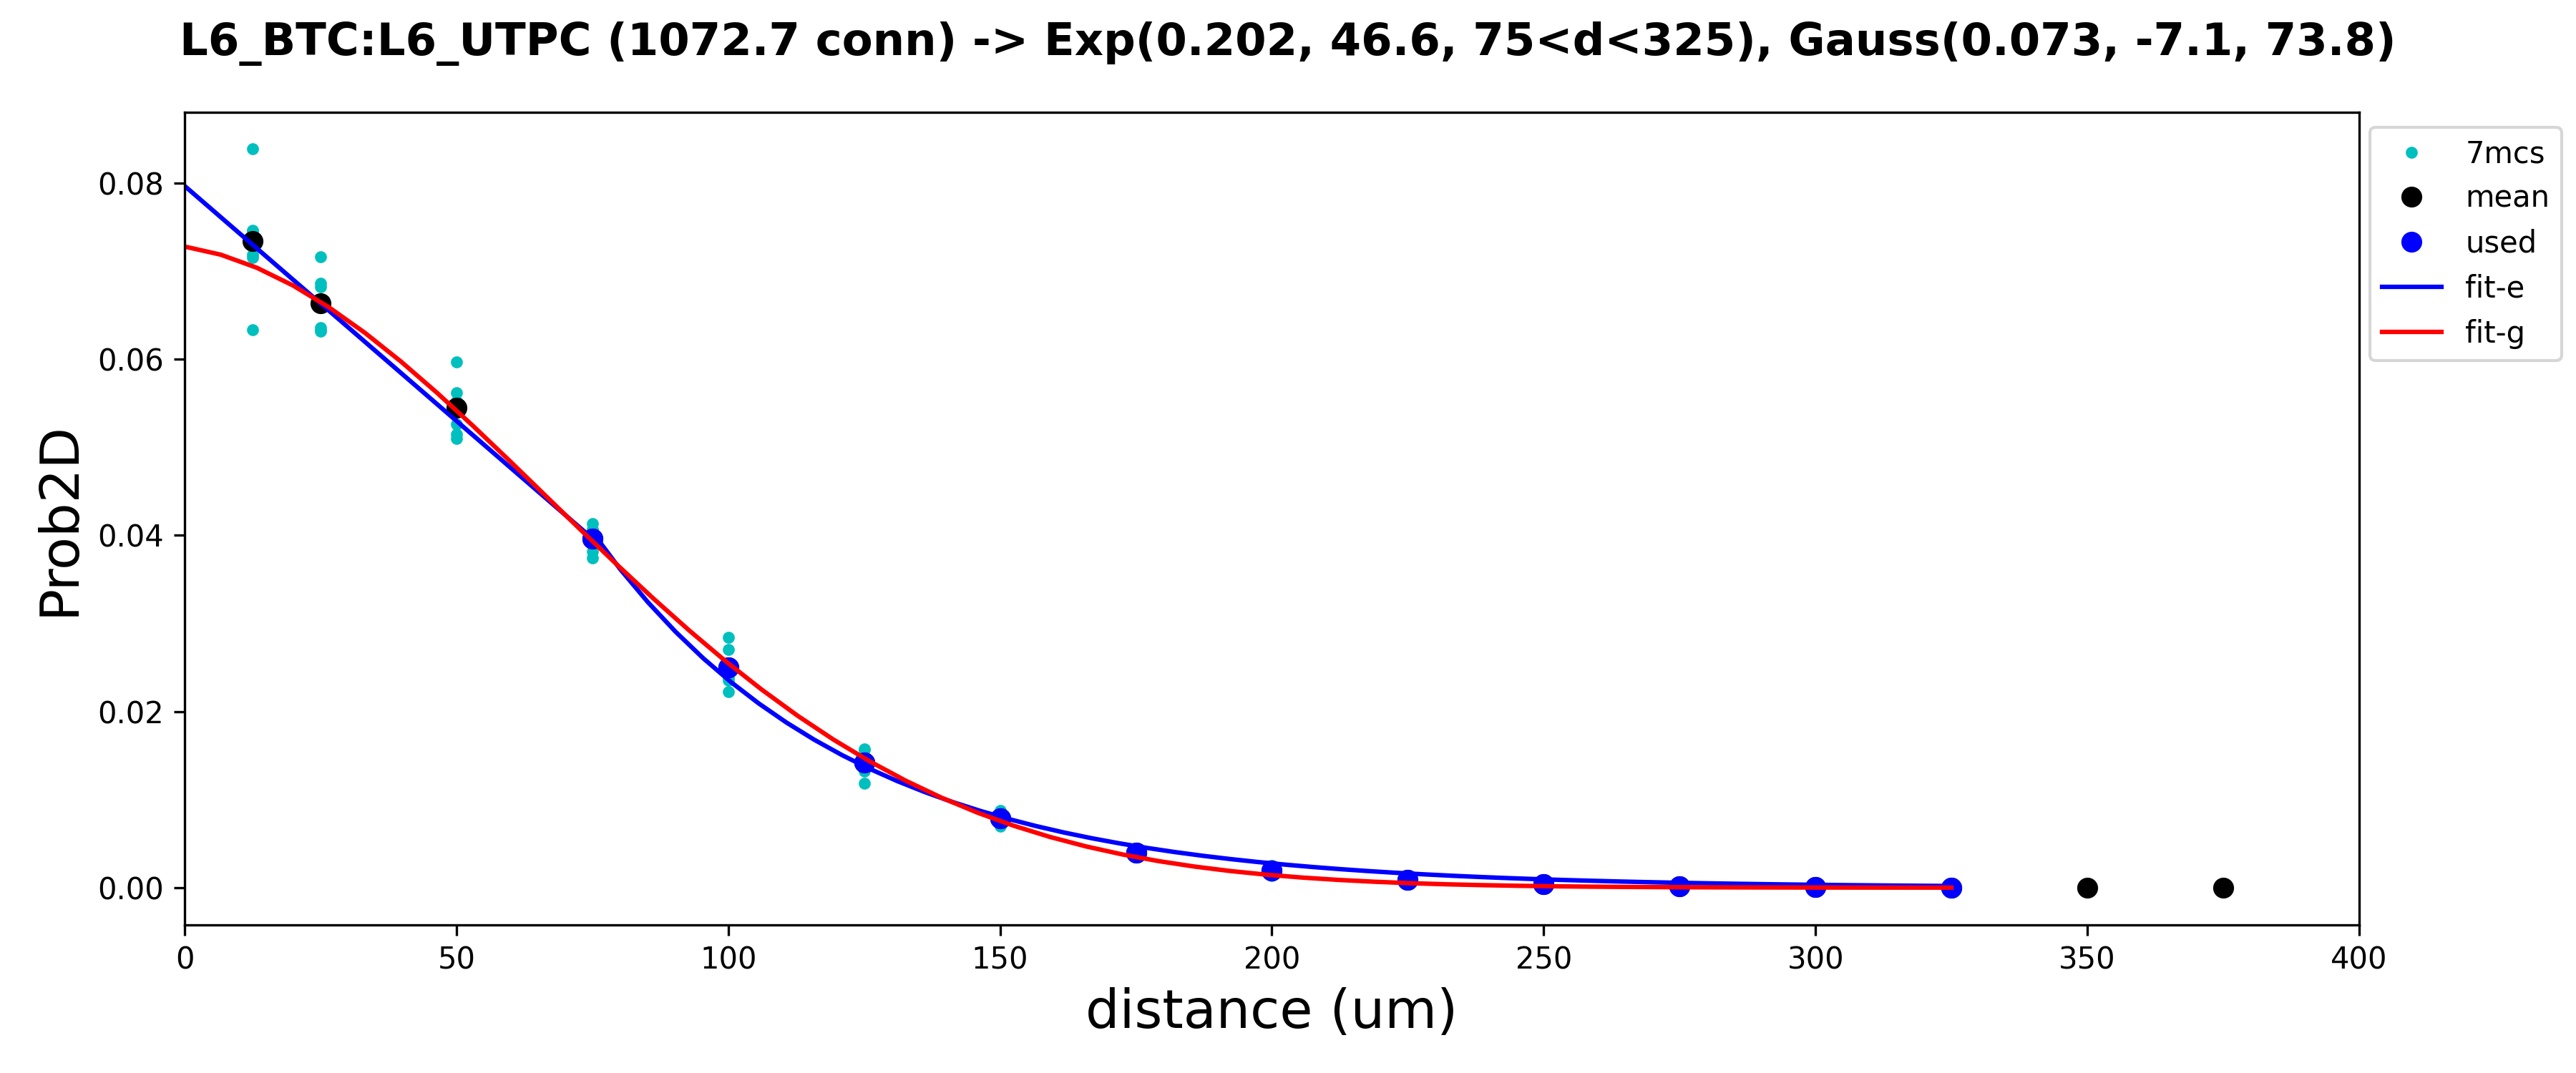 L6_BTC:L6_UTPC (1072.7 conn) -> Exp(0.202, 46.6, 75<d<325), Gauss(0.073, -7.1, 73.8)
7mcs
mean
used
fit-e
fit-g
Prob2D
0.08
0.06
0.04
0.02
0.00
0 50 100 150 200 250 300 350 400
distance (um)